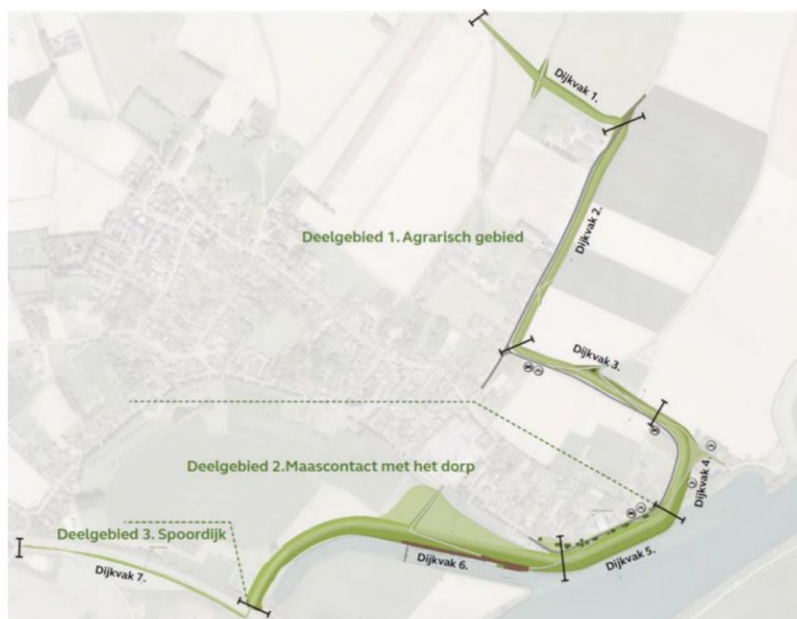 Dijkvak 1.
Dijkvak 2.
Deelgebied 1. Agrarisch gebied
Dijkvak 3.
Dijkvak 4.
Deelgebied 2.Maascontact met het dorp
Deelgebied 3. Spoordijk
Dijkvak 5.
Dijkvak 6.
Dijkvak 7.